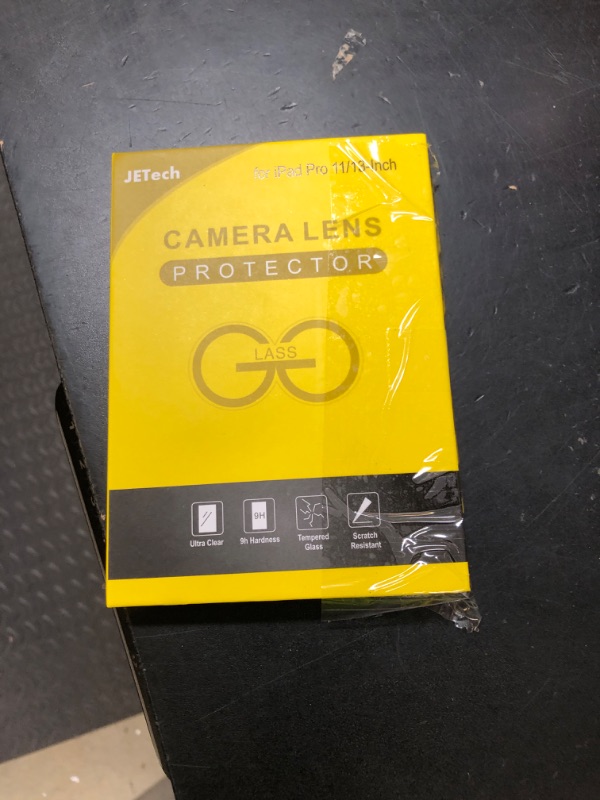 JETech
for iPad Pro 11/13-Inch
CAMERA LENS
PROTECTOR
GLASS
9H
Ultra Clear
9h Hardness
Tempered Glass
Scratch Resistant